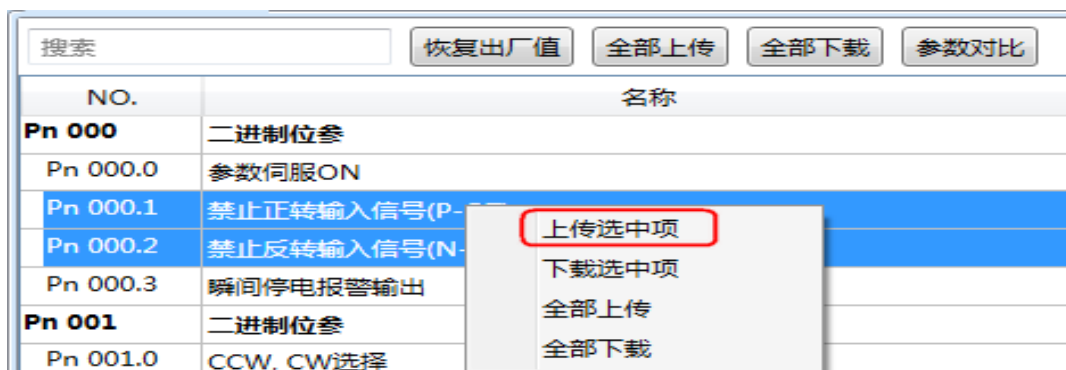 搜索 恢复出厂值 全部上传 全部下载 参数对比
NO. 名称
Pn 000 二进制位参
Pn 000.0 参数伺服ON
Pn 000.1 禁止正转输入信号(P-
上传选中项
Pn 000.2 禁止反转输入信号(N-
下载选中项
Pn 000.3 瞬间停电报警输出
全部上传
Pn 001 二进制位参
全部下载
Pn 001.0 CCW, CW选择